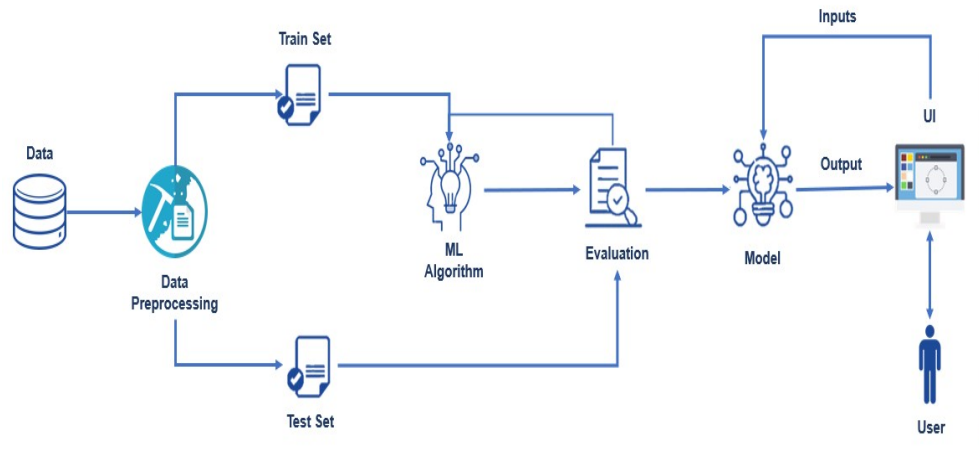 Inputs
Train Set
UI
Data
Output
ML
Algorithm
Evaluation
Model
Data
Preprocessing
Test Set
User